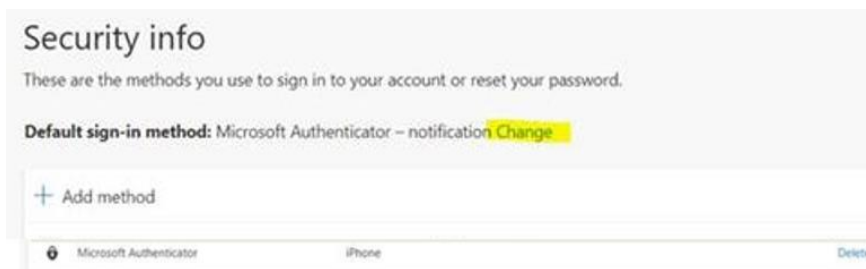 Security info
These are the methods you use to sign in to your account or reset your password.
Default sign-in method: Microsoft Authenticator – notification Change
+ Add method
Microsoft Authenticator iPhone Delet